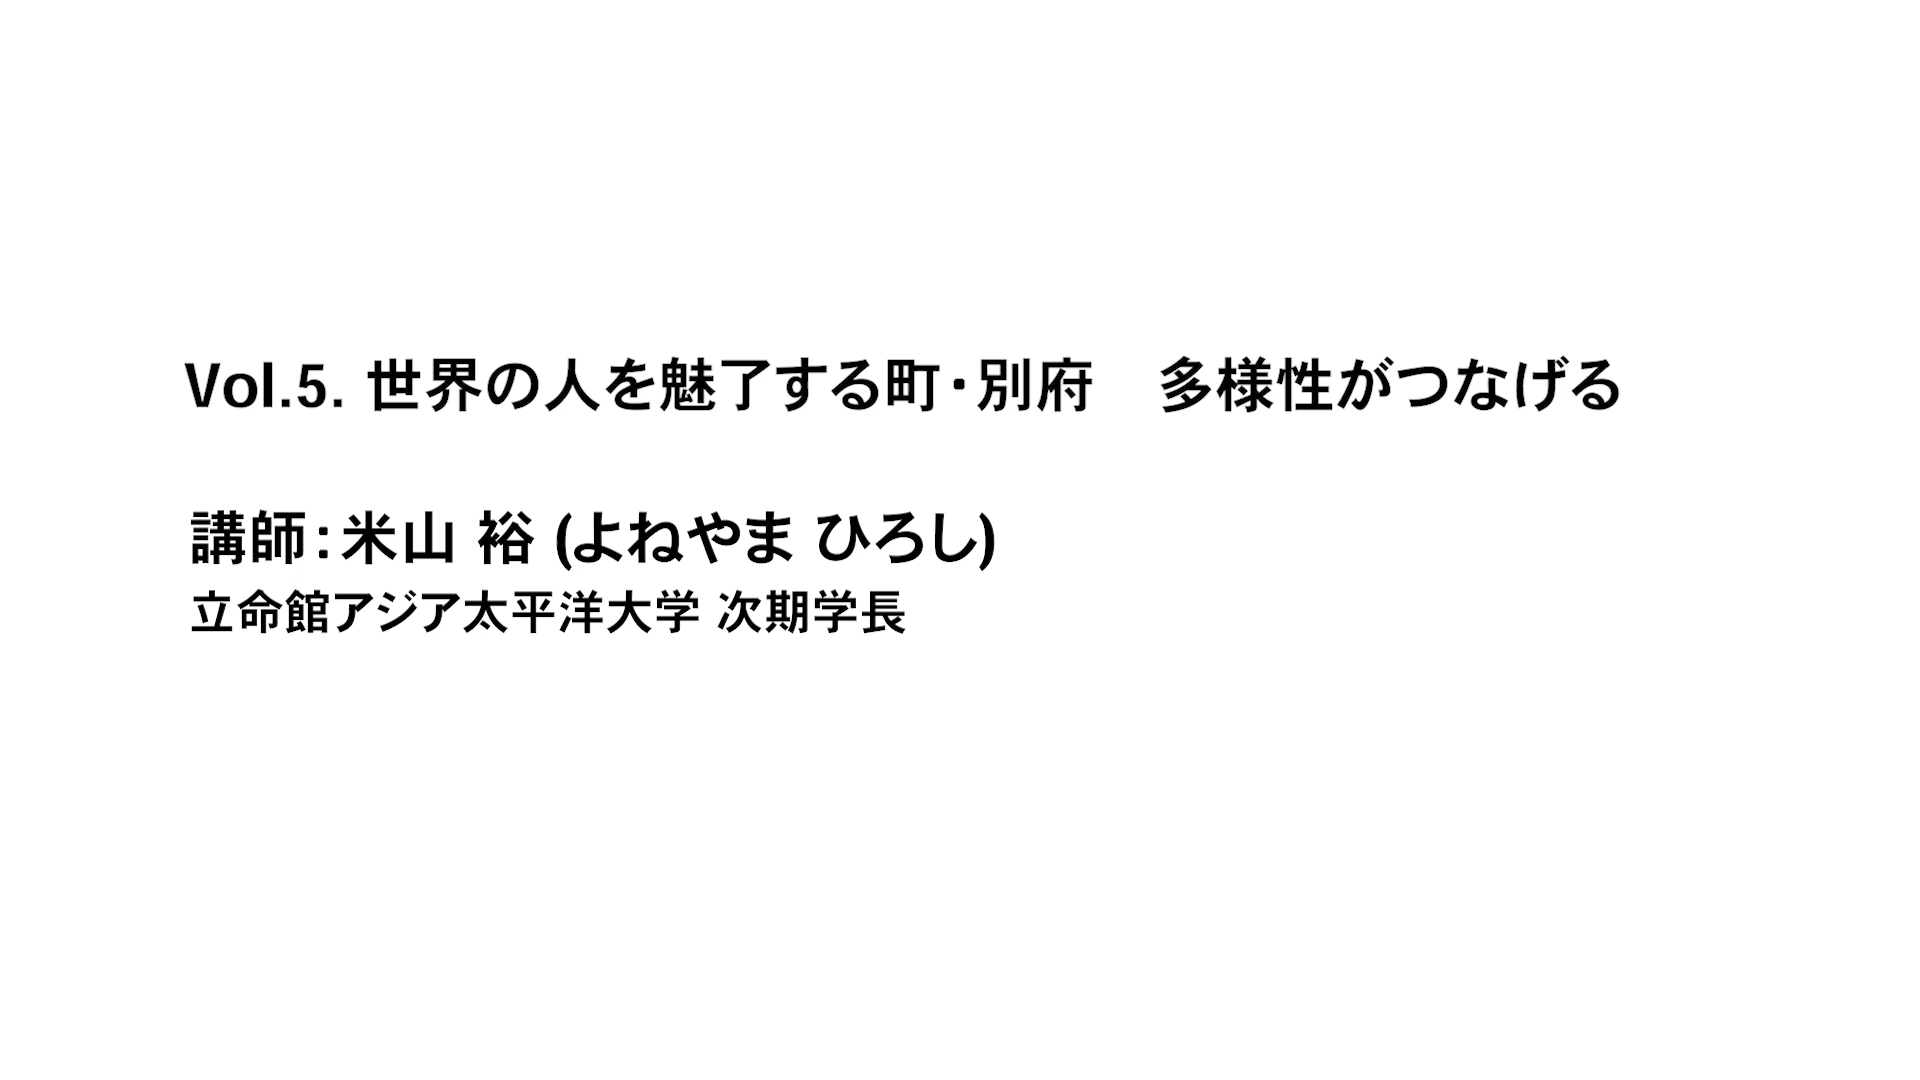 Vol.5. 世界の人を魅了する町・別府　多様性がつなげる
講師：米山 裕 (よねやま ひろし)
立命館アジア太平洋大学 次期学長